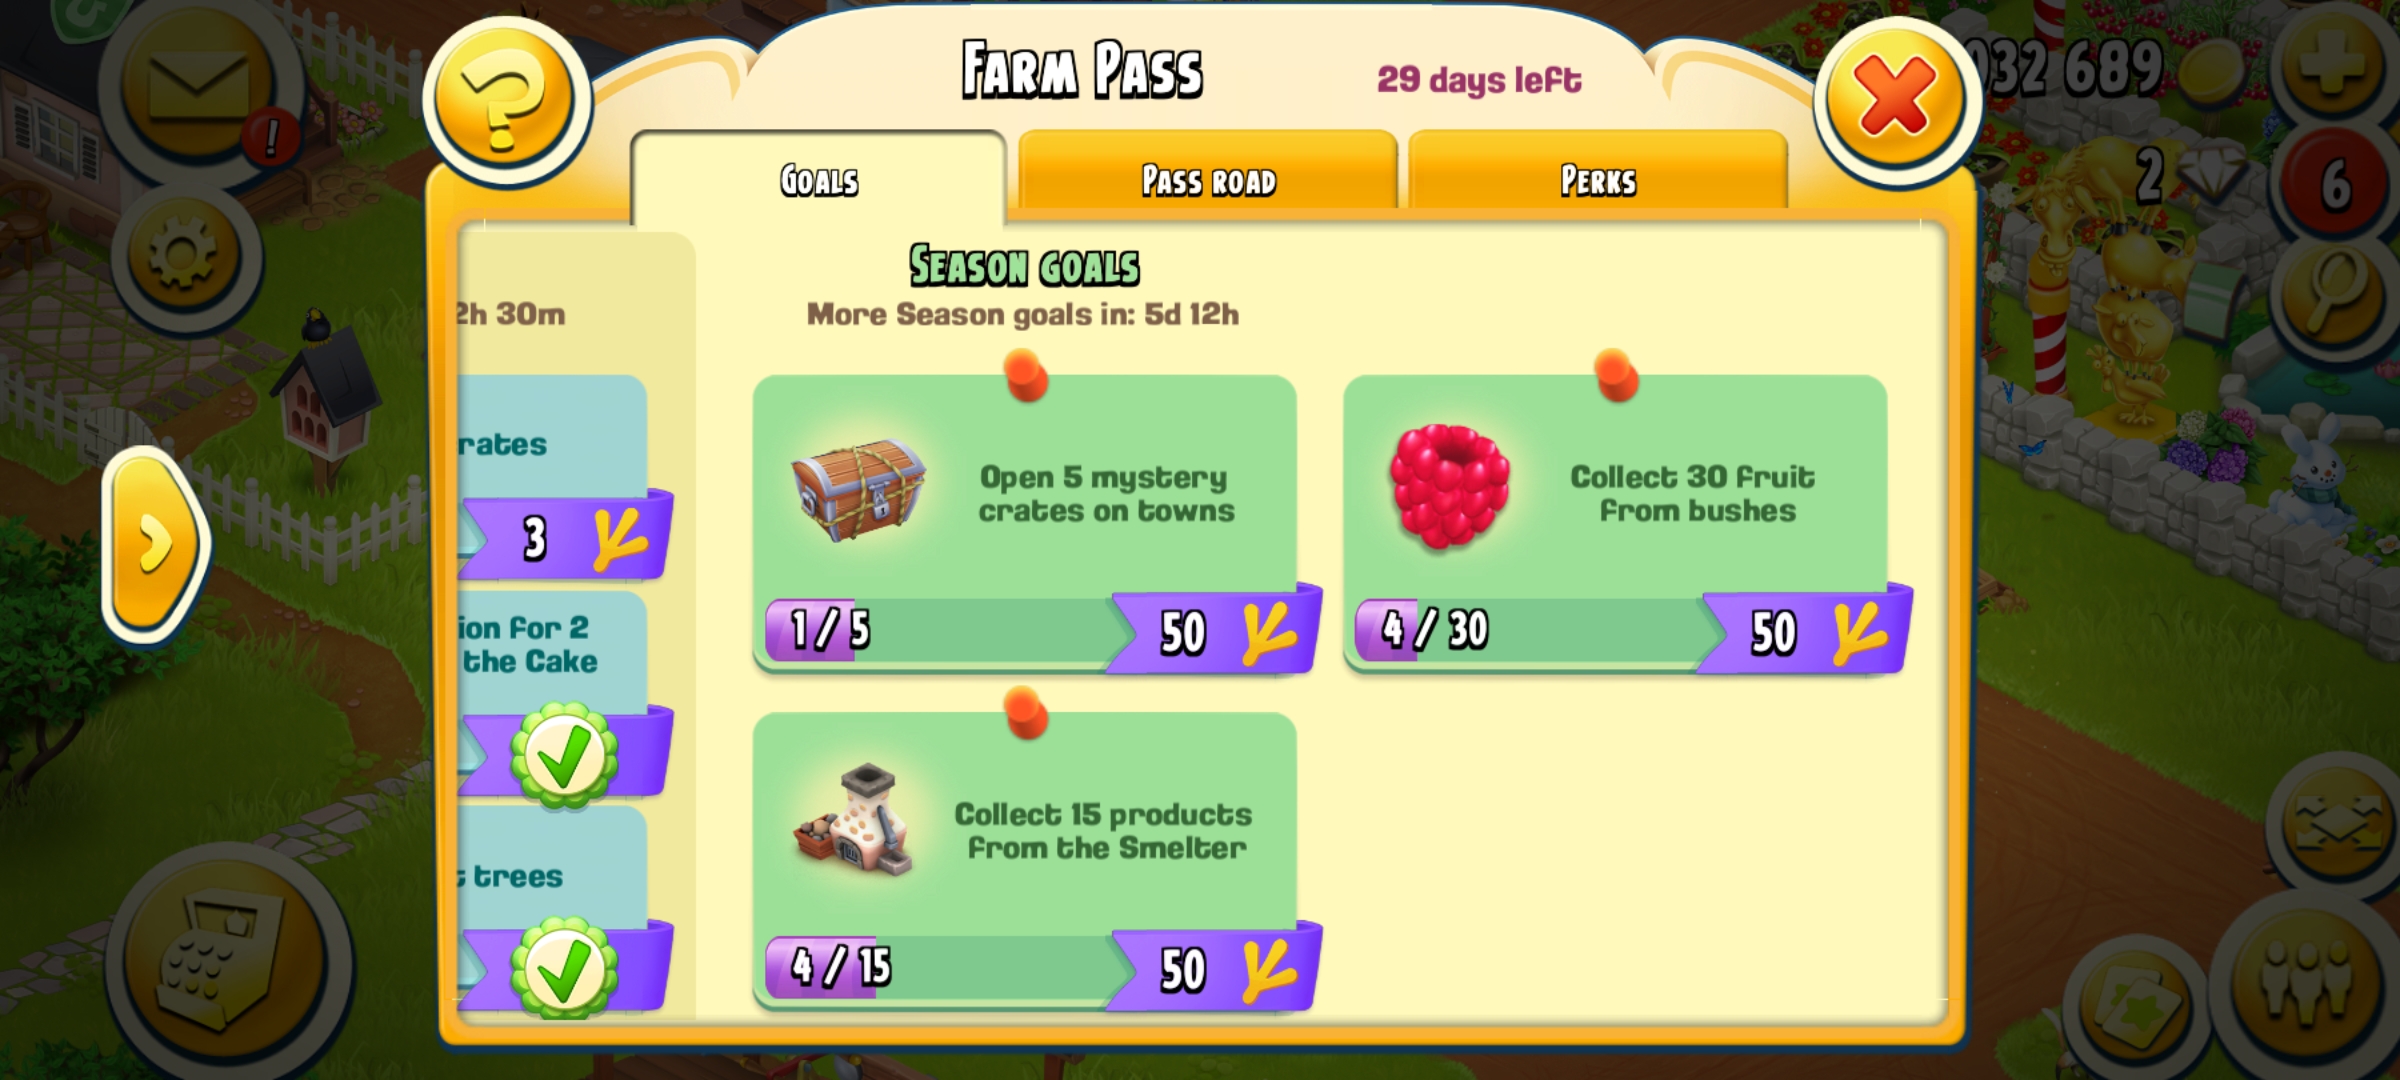 FARM PASS
29 days left
032 689
2
6
!
GOALS
PASS ROAD
PERKS
2h 30m
rates
3
ion for 2
the Cake
t trees
SEASON GOALS
More Season goals in: 5d 12h
Open 5 mystery
crates on towns
1 / 5
50
Collect 30 fruit
from bushes
4 / 30
50
Collect 15 products
from the Smelter
4 / 15
50